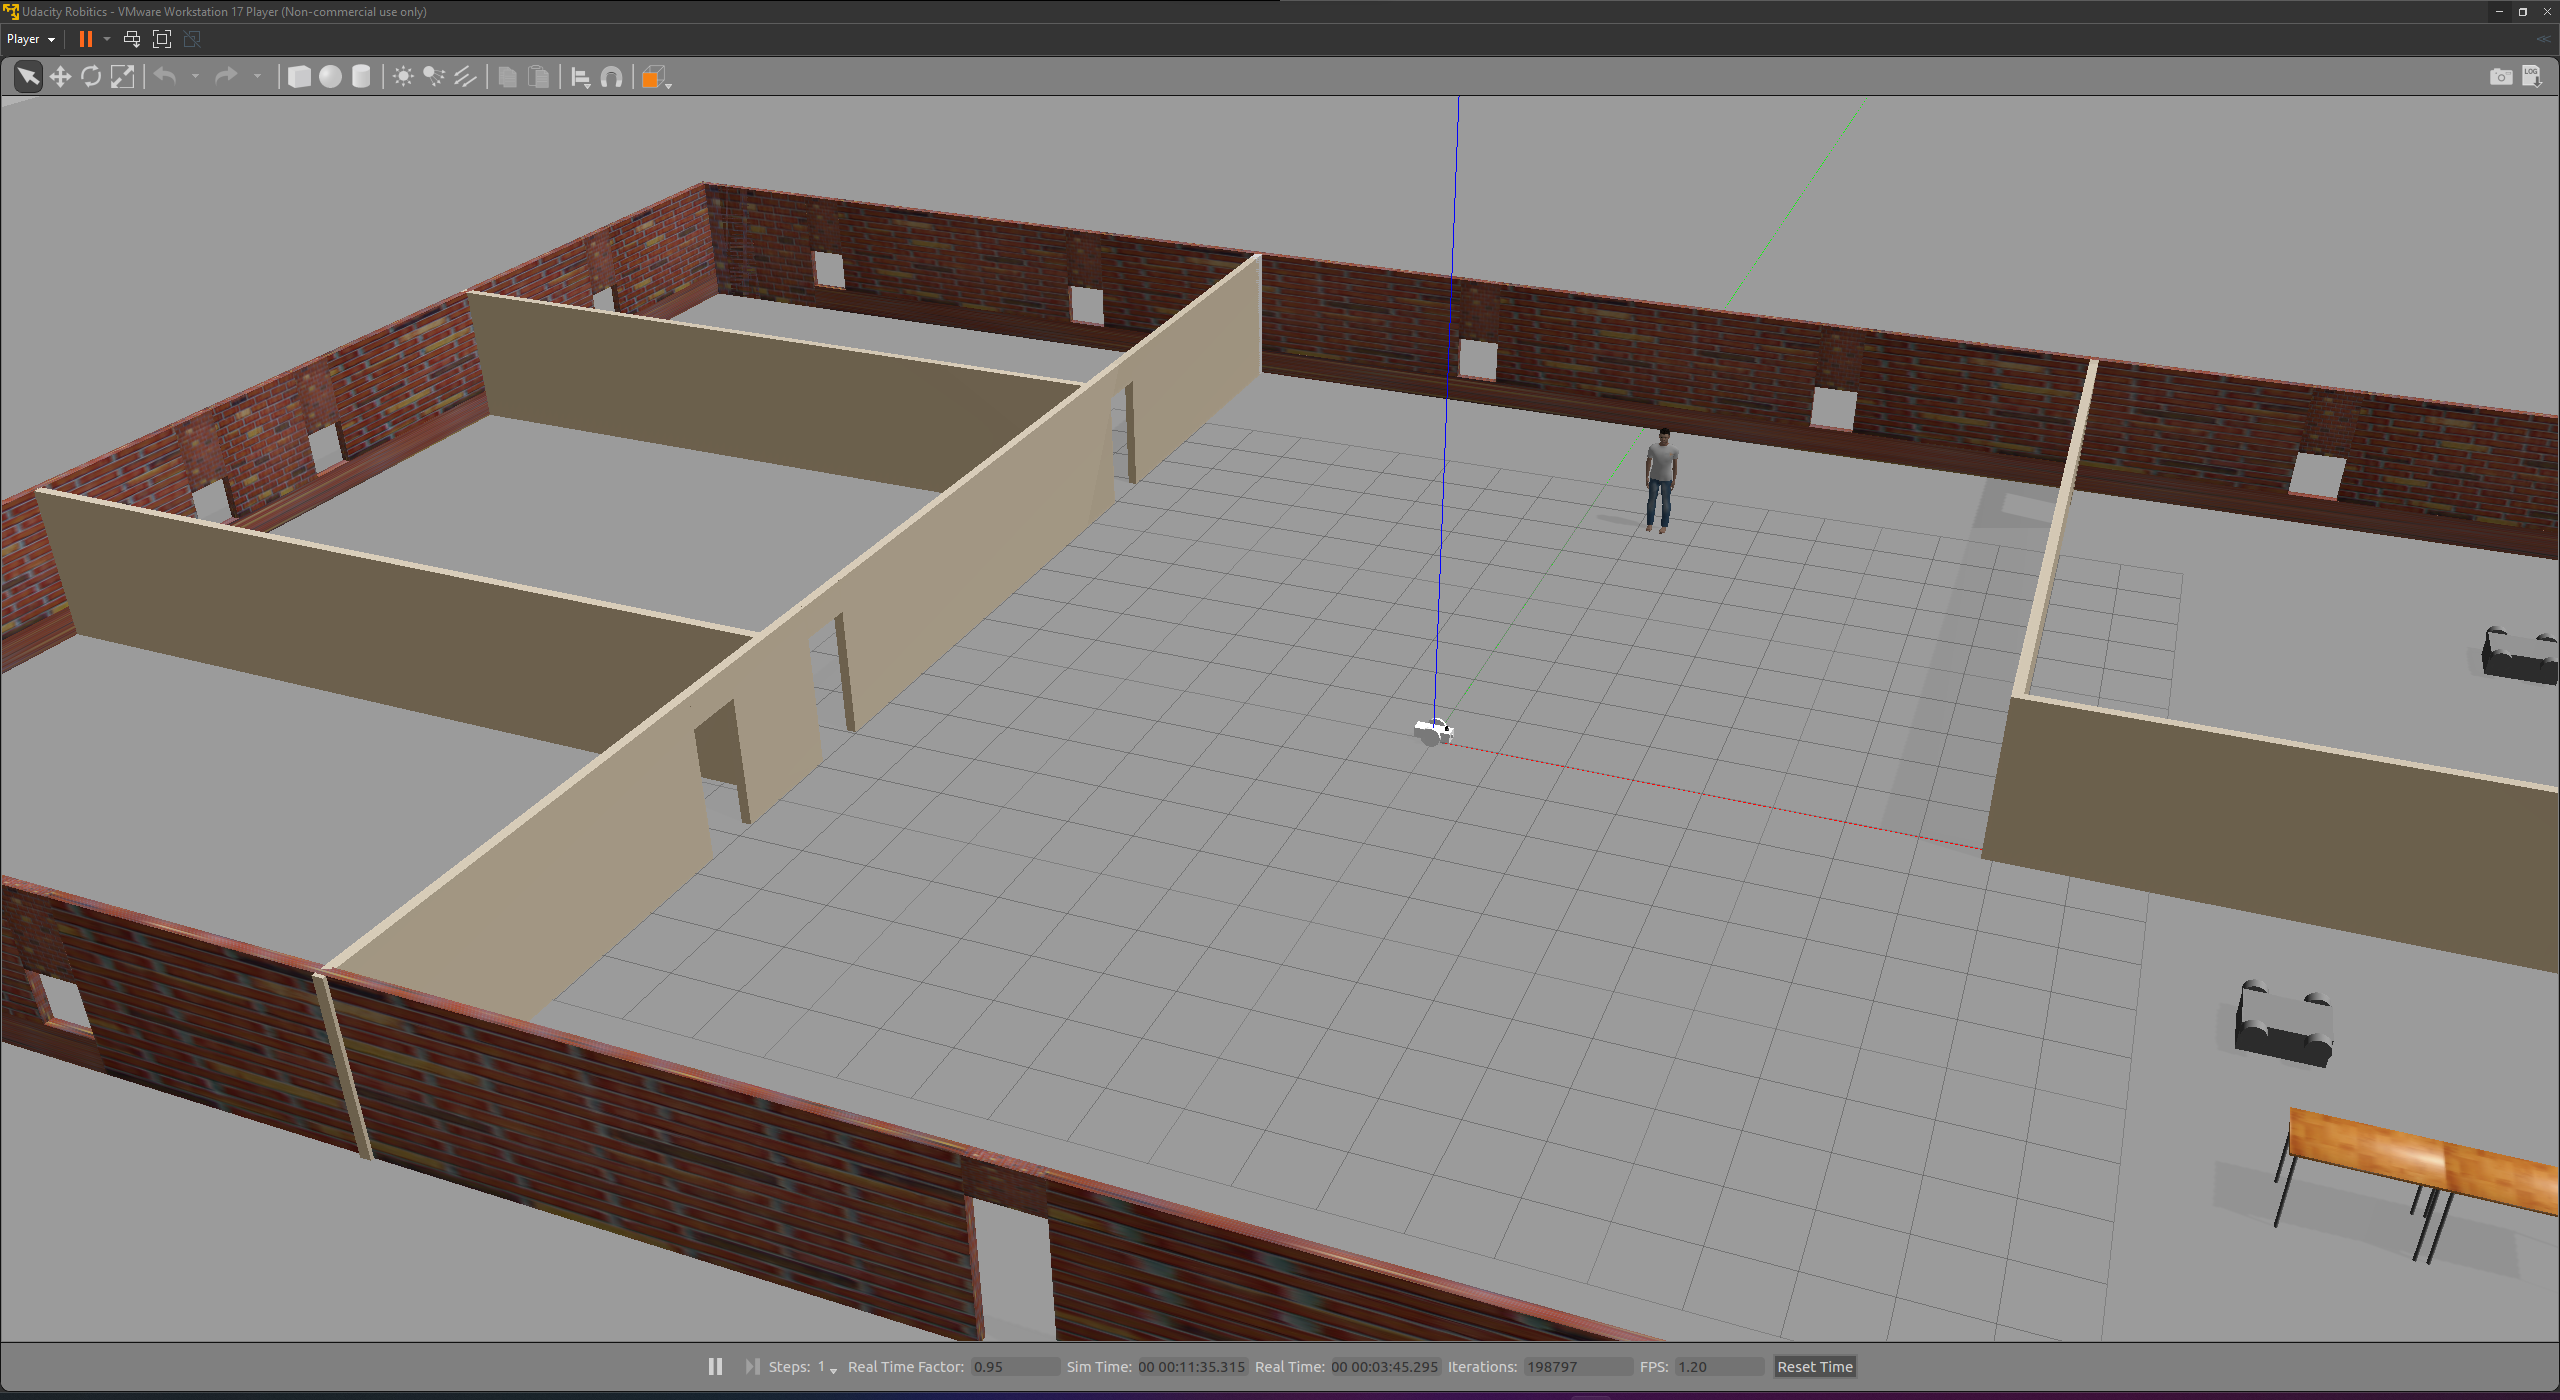 Udacity Robitics - VMware Workstation 17 Player (Non-commercial use only)
Player
LOG
Steps: 1 Real Time Factor: 0.95 Sim Time: 00 00:11:35.315 Real Time: 00 00:03:45.295 Iterations: 198797 FPS: 1.20 Reset Time